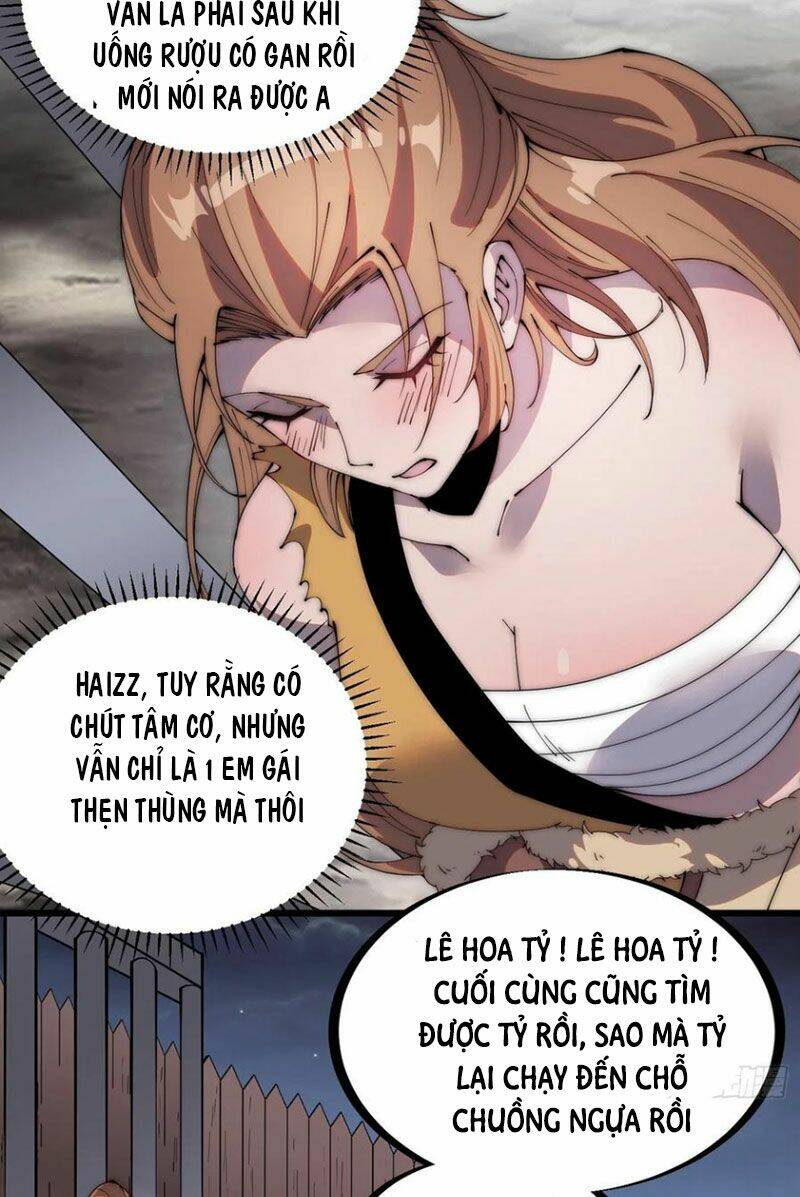 VẪN LÀ PHẢI SAU KHI
UỐNG RƯỢU CÓ GAN RỒI
MỚI NÓI RA ĐƯỢC A
HAIZZ, TUY RẰNG CÓ
CHÚT TÂM CƠ, NHƯNG
VẪN CHỈ LÀ 1 EM GÁI
THẸN THÙNG MÀ THÔI
LÊ HOA TỶ ! LÊ HOA TỶ !
CUỐI CÙNG CŨNG TÌM
ĐƯỢC TỶ RỒI, SAO MÀ TỶ
LẠI CHẠY ĐẾN CHỖ
CHUỒNG NGỰA RỒI